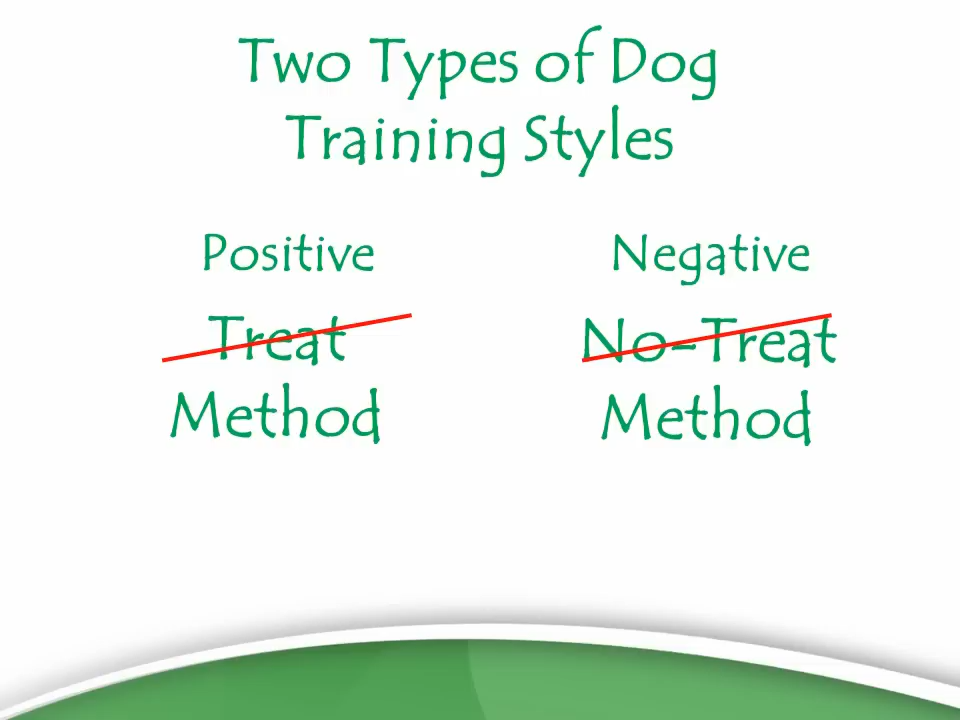 Two Types of Dog
Training Styles
Positive
Treat
Method
Negative
No-Treat
Method